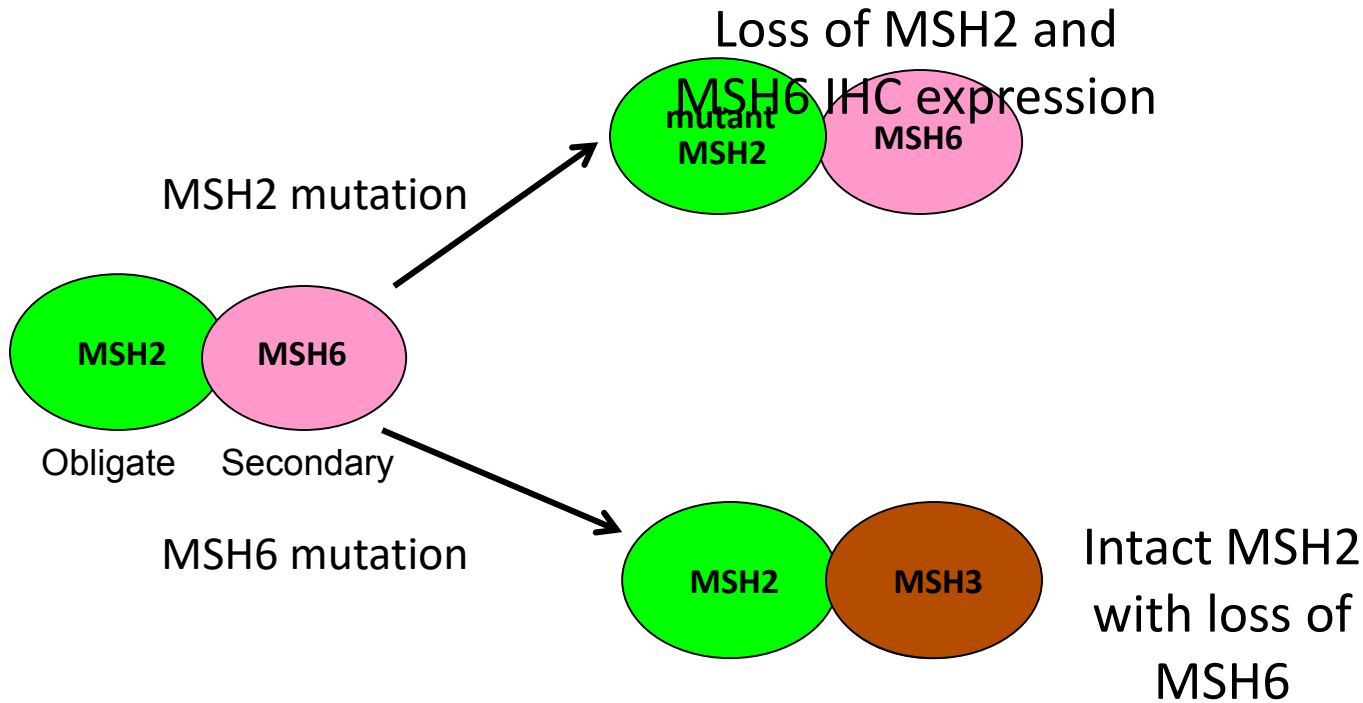 Loss of MSH2 and
MSH6 IHC expression
mutant
MSH2
MSH6
MSH2 mutation
MSH2
MSH6
Obligate
Secondary
MSH6 mutation
MSH2
MSH3
Intact MSH2
with loss of
MSH6